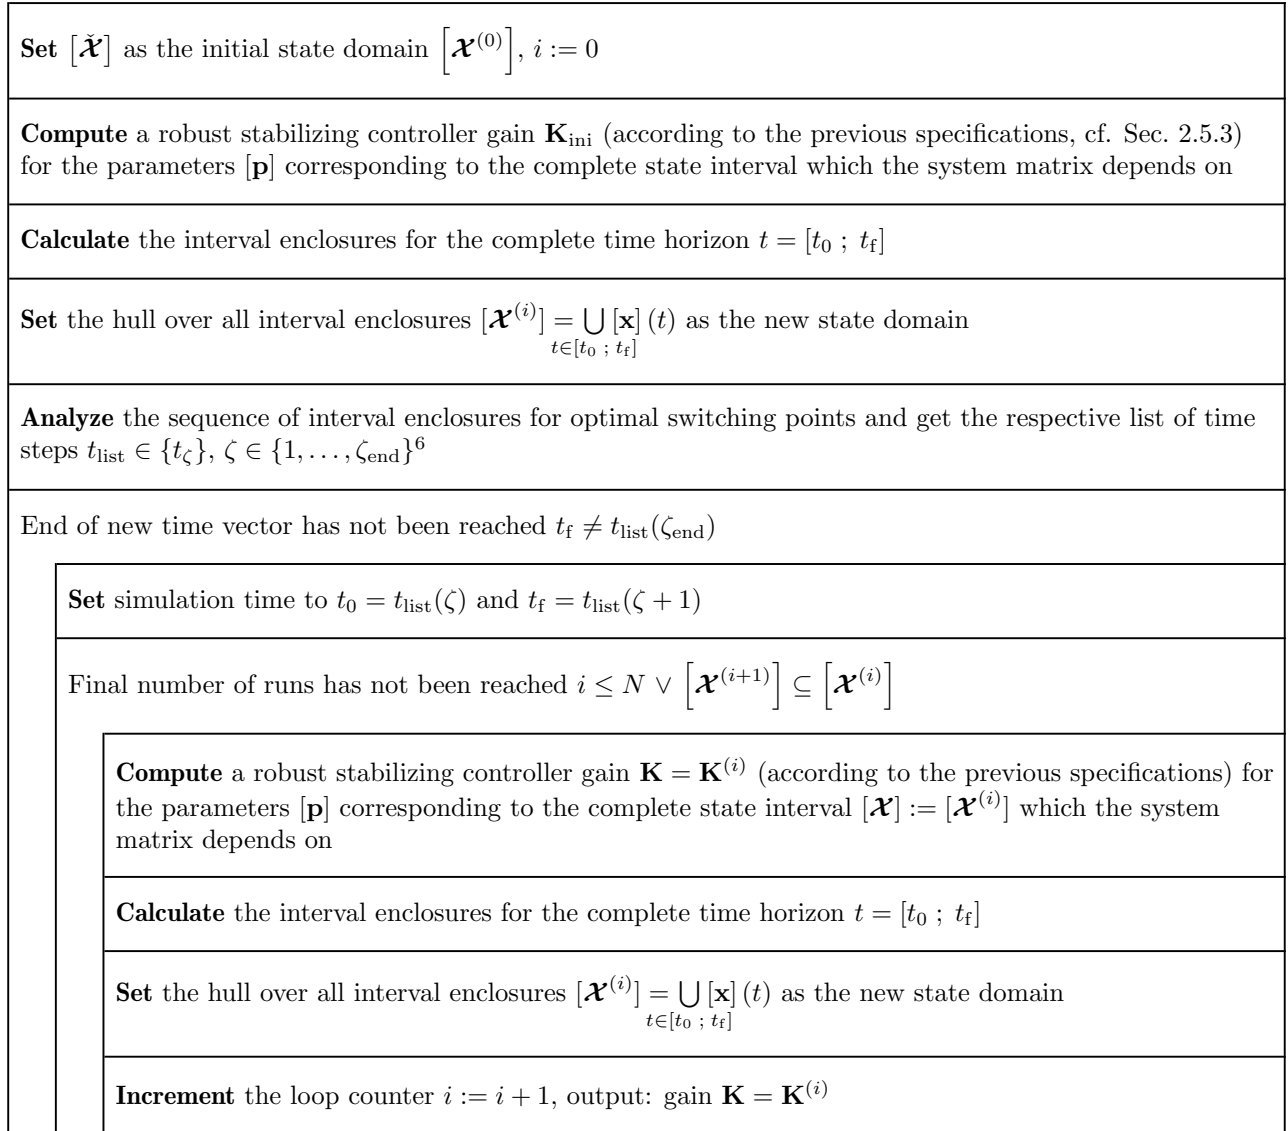 Set [𝒳̌] as the initial state domain [𝒳⁽⁰⁾], i := 0
Compute a robust stabilizing controller gain K_ini (according to the previous specifications, cf. Sec. 2.5.3)
for the parameters [p] corresponding to the complete state interval which the system matrix depends on
Calculate the interval enclosures for the complete time horizon t = [t₀ ; t_f]
Set the hull over all interval enclosures [𝒳⁽ⁱ⁾] = ⋃ [x] (t) as the new state domain
t∈[t₀ ; t_f]
Analyze the sequence of interval enclosures for optimal switching points and get the respective list of time
steps t_list ∈ {t_ζ}, ζ ∈ {1, . . . , ζ_end}⁶
End of new time vector has not been reached t_f ≠ t_list(ζ_end)
Set simulation time to t₀ = t_list(ζ) and t_f = t_list(ζ + 1)
Final number of runs has not been reached i ≤ N ∨ [𝒳⁽ⁱ⁺¹⁾] ⊆ [𝒳⁽ⁱ⁾]
Compute a robust stabilizing controller gain K = K⁽ⁱ⁾ (according to the previous specifications) for
the parameters [p] corresponding to the complete state interval [𝒳] := [𝒳⁽ⁱ⁾] which the system
matrix depends on
Calculate the interval enclosures for the complete time horizon t = [t₀ ; t_f]
Set the hull over all interval enclosures [𝒳⁽ⁱ⁾] = ⋃ [x] (t) as the new state domain
t∈[t₀ ; t_f]
Increment the loop counter i := i + 1, output: gain K = K⁽ⁱ⁾